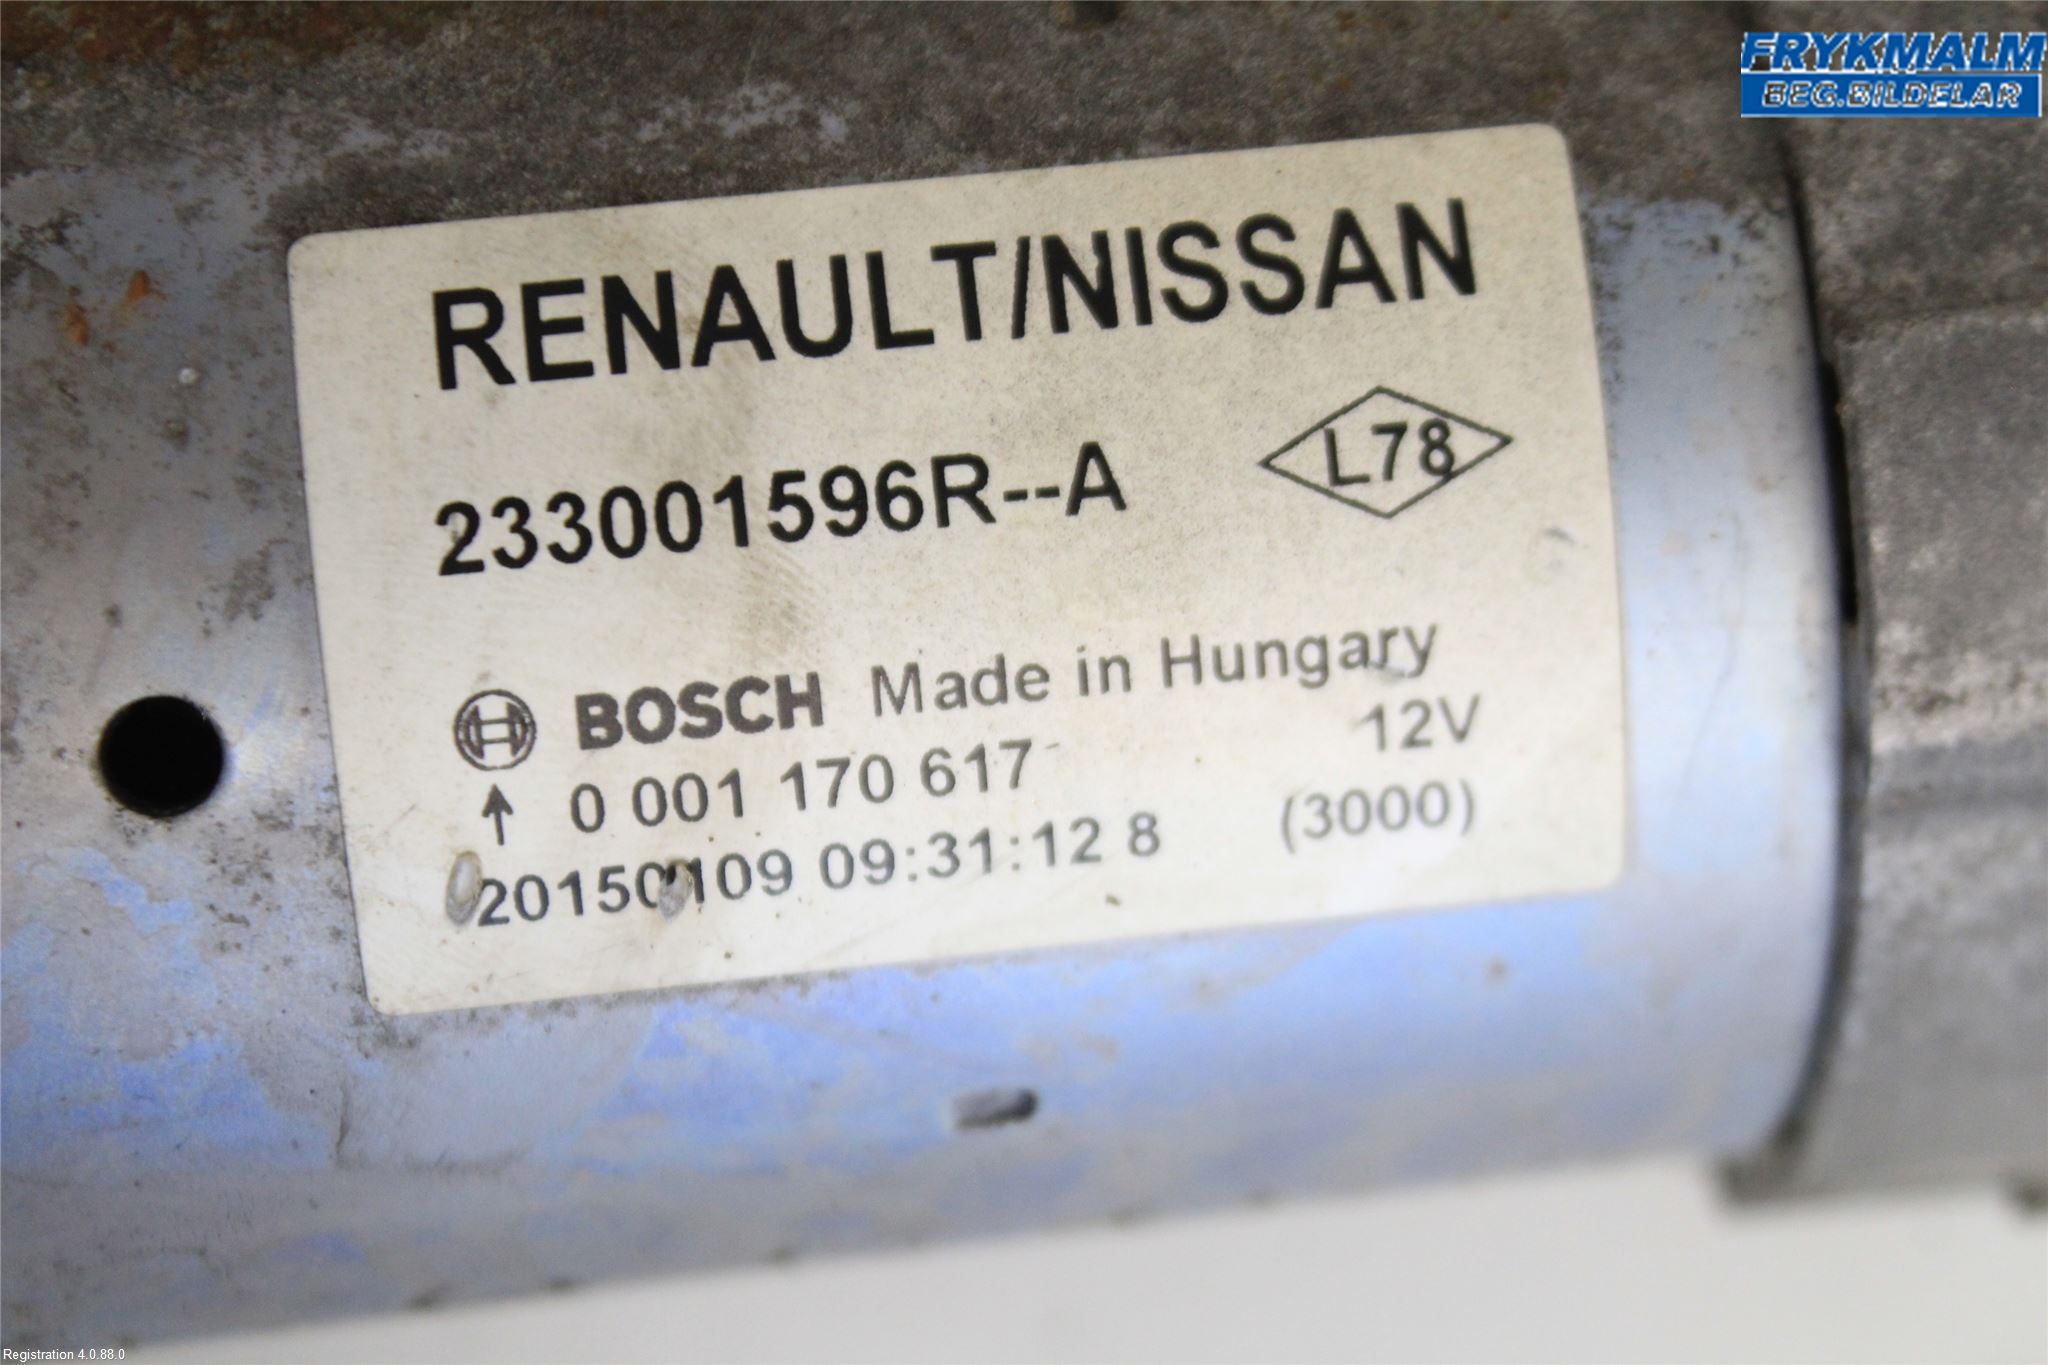 FRYKMALM
BEG.BILDELAR
RENAULT/NISSAN
233001596R--A
L78
BOSCH Made in Hungary
0 001 170 617
12V
20150109 09:31:12 8
(3000)
Registration 4.0.88.0